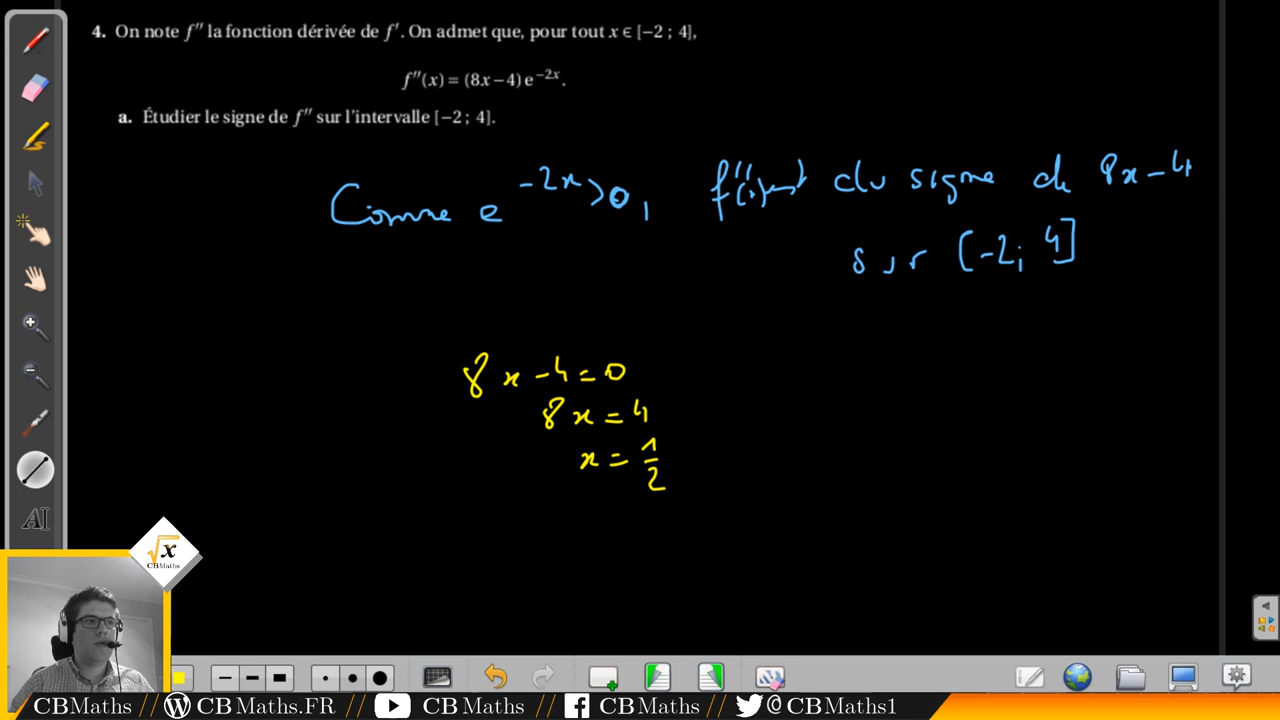 4. On note f″ la fonction dérivée de f′. On admet que, pour tout x ∈ [−2 ; 4],
f″(x) = (8x − 4) e^{−2x}.
a. Étudier le signe de f″ sur l'intervalle [−2 ; 4].
Comme e^{-2x} > 0, f″(x) du signe de 8x − 4
sur [-2; 4]
8x − 4 = 0
8x = 4
x = 1/2
AI
√x
CBMaths
CBMaths
CBMaths.FR
CBMaths
CBMaths
@CBMaths1